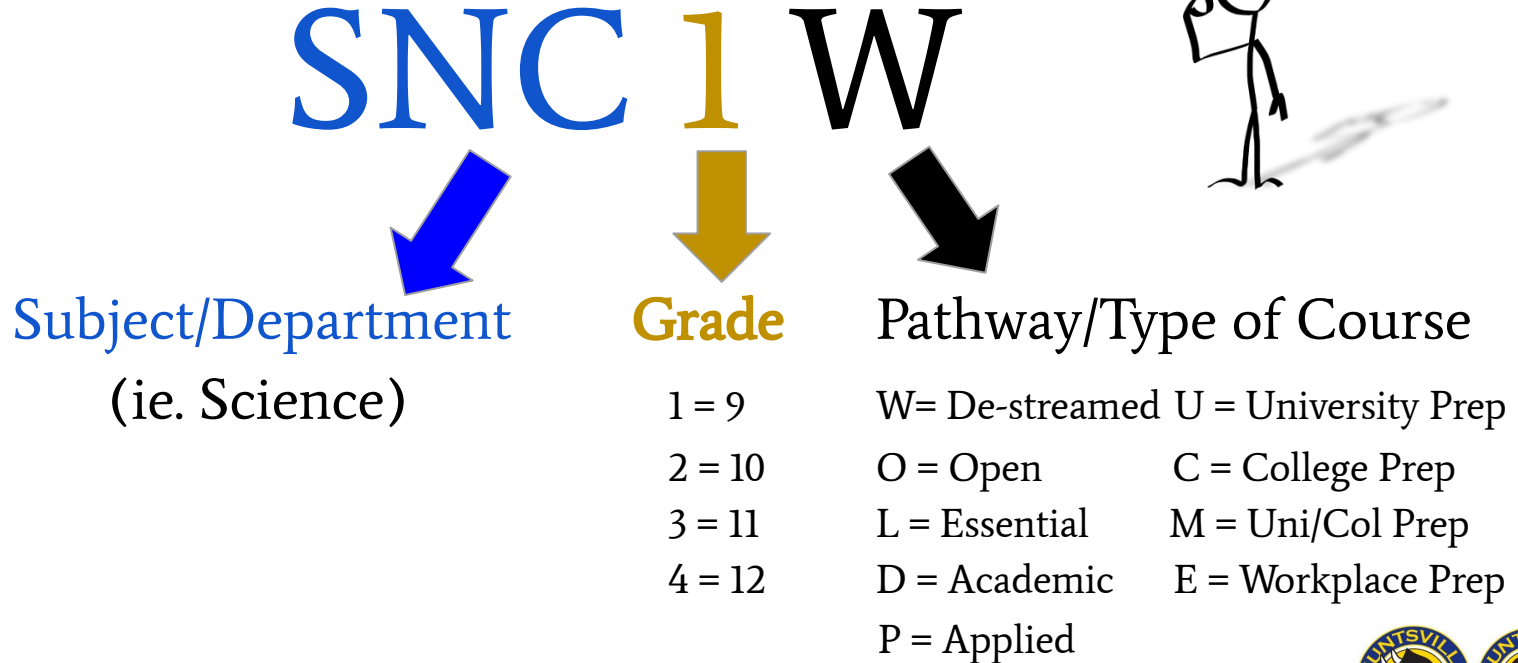 SNC 1 W
Subject/Department
(ie. Science)
Grade
1 = 9
2 = 10
3 = 11
4 = 12
Pathway/Type of Course
W= De-streamed U = University Prep
O = Open C = College Prep
L = Essential M = Uni/Col Prep
D = Academic E = Workplace Prep
P = Applied